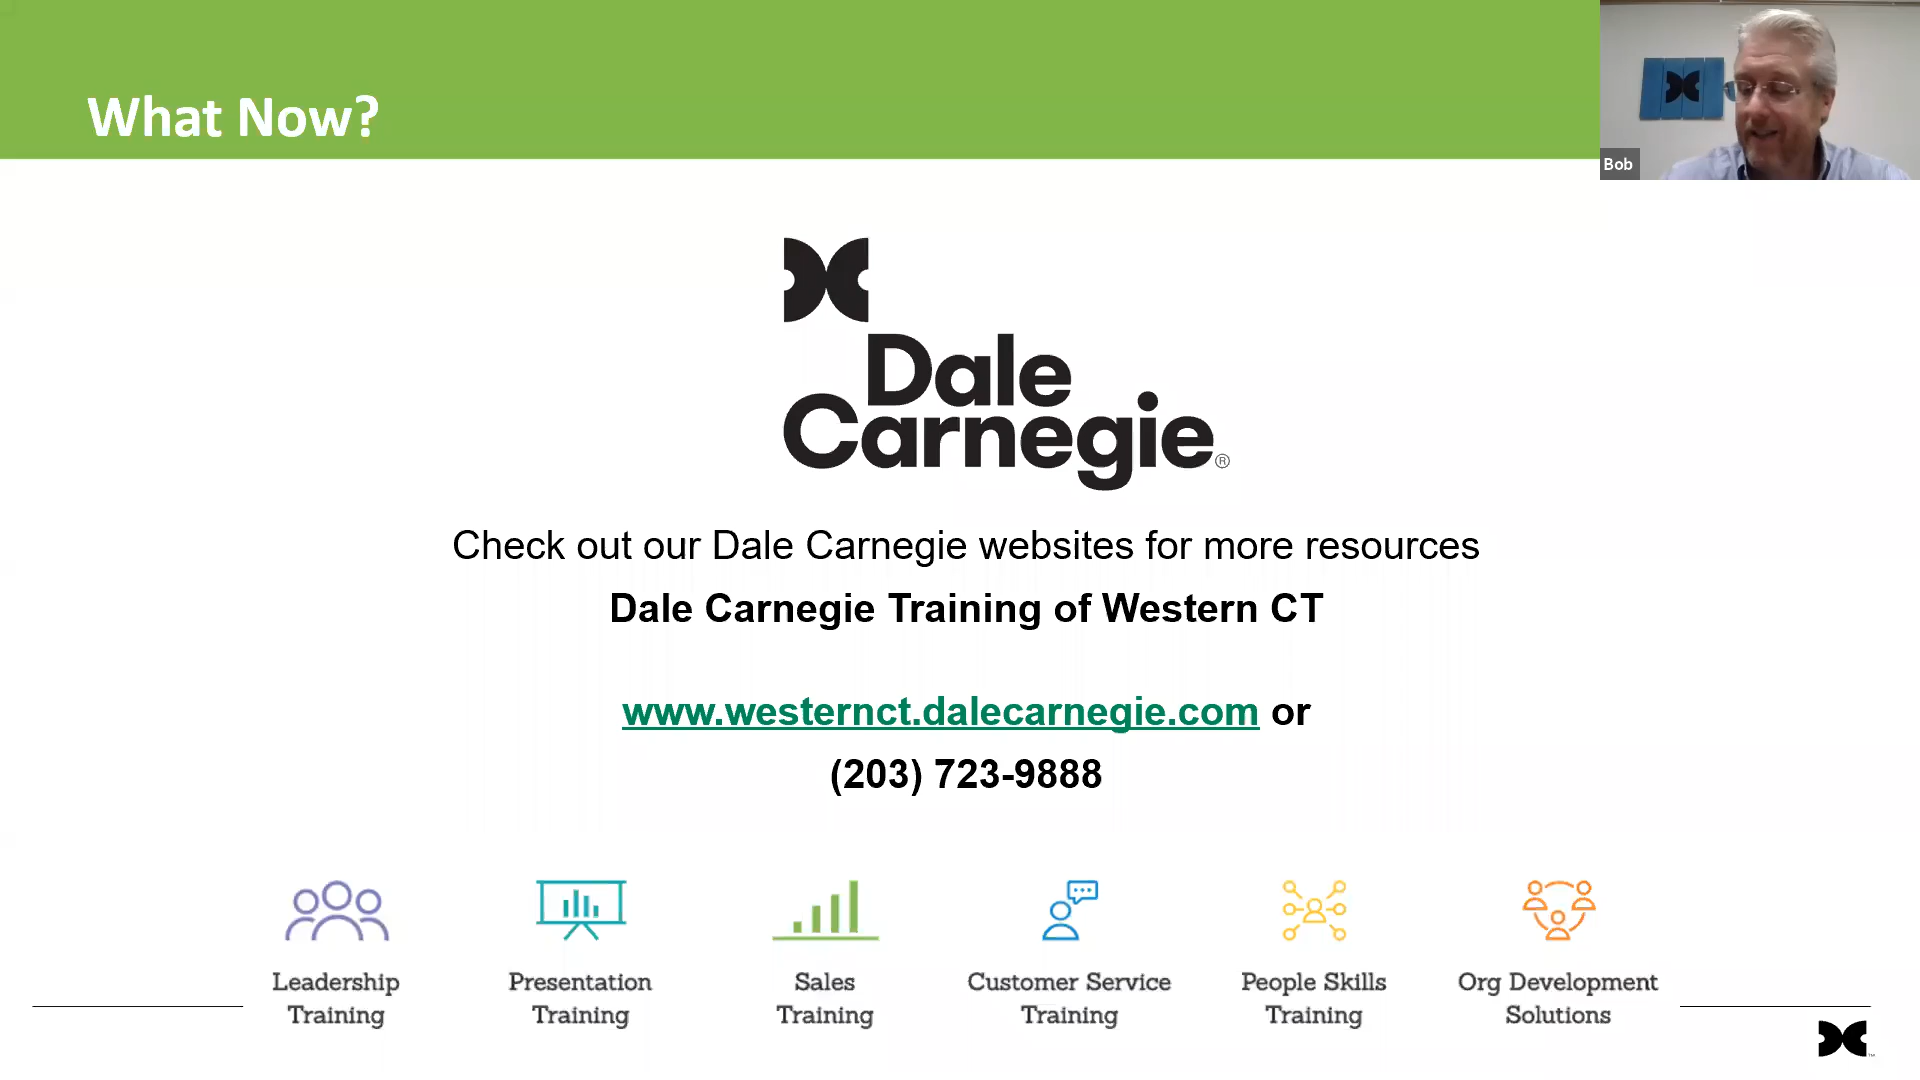 What Now?
Bob
Dale
Carnegie®
Check out our Dale Carnegie websites for more resources
Dale Carnegie Training of Western CT
www.westernct.dalecarnegie.com or
(203) 723-9888
Leadership
Training
Presentation
Training
Sales
Training
Customer Service
Training
People Skills
Training
Org Development
Solutions
™